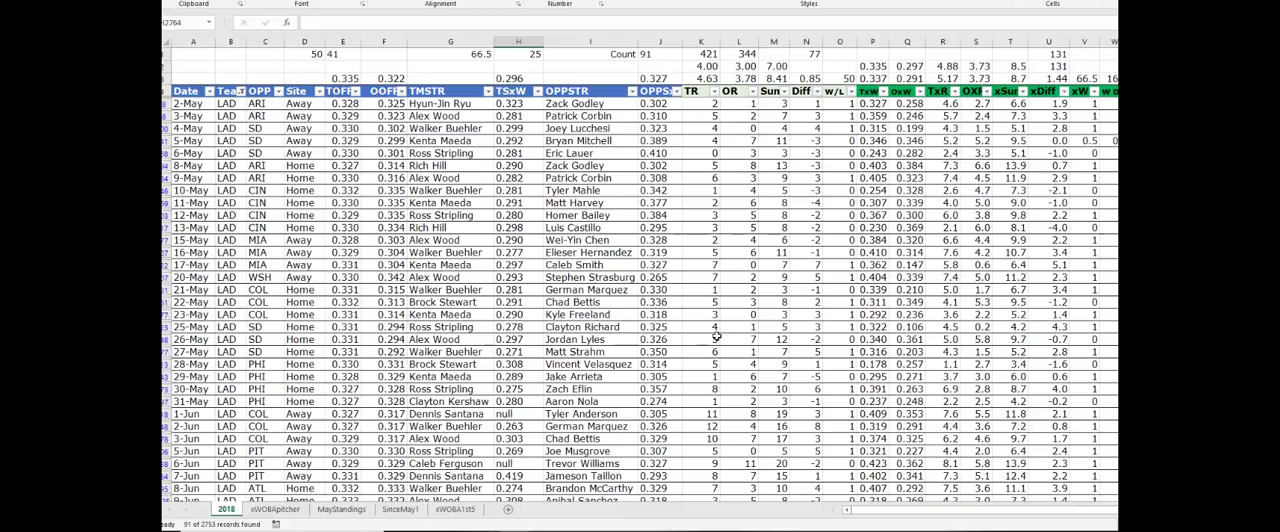 Clipboard Font Alignment Number Styles Cells
H2764 fx
A B C D E F G H I J K L M N O P Q R S T U V W
50 41 66.5 25 Count 91 421 344 77 131
4.00 3.00 7.00 0.335 0.297 4.88 4.73 8.5 131
0.335 0.322 0.296 0.327 4.63 3.78 8.41 0.85 50 0.337 0.297 5.17 3.73 8.7 1.44 66.5 16
Date Tea OPP Site TOFF OOFF TMSTR TSxW OPPSTR OPPSx TR OR Sum Diff w/L TxW OxW TxR OXF xSum xDiff xW w o
2-May LAD ARI Away 0.328 0.325 Hyun-Jin Ryu 0.323 Zack Godley 0.302 2 1 3 1 1 0.327 0.258 4.6 2.7 6.6 1.9 1
3-May LAD ARI Away 0.329 0.323 Alex Wood 0.281 Patrick Corbin 0.310 5 2 7 3 1 0.359 0.246 5.7 2.4 7.3 3.3 1
4-May LAD SD Away 0.330 0.302 Walker Buehler 0.299 Joey Lucchesi 0.323 4 0 4 4 1 0.315 0.199 4.3 1.5 5.1 2.8 1
5-May LAD SD Away 0.329 0.299 Kenta Maeda 0.292 Bryan Mitchell 0.389 4 7 11 -3 0 0.346 0.346 5.2 5.2 9.5 0.0 0.5
6-May LAD SD Away 0.330 0.301 Ross Stripling 0.281 Eric Lauer 0.410 0 3 3 -3 0 0.243 0.282 2.4 3.3 5.1 -1.0 0
8-May LAD ARI Home 0.327 0.314 Rich Hill 0.290 Zack Godley 0.302 5 8 13 -3 0 0.403 0.384 7.3 6.6 13.9 0.7 1
9-May LAD ARI Home 0.330 0.316 Alex Wood 0.282 Patrick Corbin 0.308 6 3 9 3 1 0.405 0.323 7.4 4.5 11.9 2.9 1
10-May LAD CIN Home 0.332 0.335 Walker Buehler 0.281 Tyler Mahle 0.342 1 4 5 -3 0 0.254 0.328 2.6 4.7 7.3 -2.1 0
11-May LAD CIN Home 0.330 0.335 Kenta Maeda 0.291 Matt Harvey 0.377 2 6 8 -4 0 0.307 0.329 4.0 5.0 9.0 -1.0 0
12-May LAD CIN Home 0.329 0.335 Ross Stripling 0.280 Homer Bailey 0.384 3 5 8 -2 0 0.367 0.300 6.0 3.8 9.8 2.2 1
13-May LAD CIN Home 0.330 0.334 Rich Hill 0.298 Luis Castillo 0.295 3 5 8 -2 0 0.230 0.369 2.1 6.0 8.1 -4.0 0
15-May LAD MIA Away 0.328 0.303 Alex Wood 0.290 Wei-Yin Chen 0.328 2 4 6 -2 0 0.384 0.320 6.6 4.4 9.9 2.2 1
16-May LAD MIA Away 0.329 0.304 Walker Buehler 0.277 Elieser Hernandez 0.319 5 6 11 -1 0 0.410 0.314 7.6 4.2 10.7 3.4 1
17-May LAD MIA Away 0.329 0.304 Kenta Maeda 0.297 Caleb Smith 0.327 7 0 7 7 1 0.362 0.147 5.8 0.6 6.4 5.1 1
20-May LAD WSH Away 0.330 0.342 Alex Wood 0.293 Stephen Strasburg 0.265 7 2 9 5 1 0.404 0.339 7.4 5.0 11.2 2.3 1
21-May LAD COL Home 0.330 0.314 Walker Buehler 0.281 German Marquez 0.330 1 2 3 -1 0 0.339 0.210 5.0 1.7 6.7 3.4 1
22-May LAD COL Home 0.332 0.313 Brock Stewart 0.291 Chad Bettis 0.336 5 3 8 2 1 0.311 0.349 4.1 5.3 9.5 -1.2 0
23-May LAD COL Home 0.331 0.314 Kenta Maeda 0.290 Kyle Freeland 0.318 3 0 3 3 1 0.292 0.236 3.6 2.2 5.2 1.3 1
25-May LAD SD Home 0.331 0.294 Ross Stripling 0.278 Clayton Richard 0.325 4 1 5 3 1 0.322 0.106 4.5 0.2 4.2 4.3 1
26-May LAD SD Home 0.331 0.294 Alex Wood 0.297 Jordan Lyles 0.326 7 12 -2 0 0.340 0.361 5.0 5.8 9.7 -0.7 0
27-May LAD SD Home 0.331 0.292 Walker Buehler 0.271 Matt Strahm 0.350 6 1 7 5 1 0.316 0.203 4.3 1.5 5.2 2.8 1
28-May LAD PHI Home 0.330 0.331 Brock Stewart 0.308 Vincent Velasquez 0.314 5 4 9 1 1 0.178 0.257 1.1 2.7 3.4 -1.6 0
29-May LAD PHI Home 0.328 0.329 Kenta Maeda 0.289 Jake Arrieta 0.305 1 6 7 -5 0 0.295 0.271 3.7 3.0 6.0 0.6 1
30-May LAD PHI Home 0.327 0.328 Ross Stripling 0.275 Zach Eflin 0.317 8 2 10 6 1 0.391 0.263 6.9 2.8 8.7 4.0 1
31-May LAD PHI Home 0.327 0.328 Clayton Kershaw 0.280 Aaron Nola 0.274 1 2 3 -1 0 0.237 0.248 2.2 2.4 4.2 -0.2 0
1-Jun LAD COL Away 0.327 0.317 Dennis Santana null Tyler Anderson 0.305 11 8 19 3 1 0.409 0.353 7.6 5.5 11.8 2.1 1
2-Jun LAD COL Away 0.328 0.317 Walker Buehler 0.263 German Marquez 0.328 12 4 16 8 1 0.319 0.319 4.4 3.6 7.2 0.8 1
3-Jun LAD COL Away 0.329 0.317 Alex Wood 0.303 Chad Bettis 0.329 10 7 17 3 1 0.374 0.325 6.2 4.6 9.7 1.7 1
5-Jun LAD PIT Away 0.330 0.330 Ross Stripling 0.269 Joe Musgrove 0.307 5 0 5 5 1 0.321 0.227 4.4 2.0 6.4 2.4 1
6-Jun LAD PIT Away 0.329 0.329 Caleb Ferguson null Trevor Williams 0.327 9 11 20 -2 0 0.423 0.362 8.1 5.8 13.9 2.3 1
7-Jun LAD PIT Away 0.331 0.329 Dennis Santana 0.419 Jameson Taillon 0.293 8 7 15 1 1 0.402 0.341 7.3 5.1 12.4 2.2 1
8-Jun LAD ATL Home 0.332 0.334 Walker Buehler 0.274 Brandon McCarthy 0.329 7 3 10 4 1 0.407 0.292 7.5 3.6 11.1 3.9 1
2018 xWOBApitcher MayStandings SinceMay1 xWOBA1st5
91 of 2753 records found